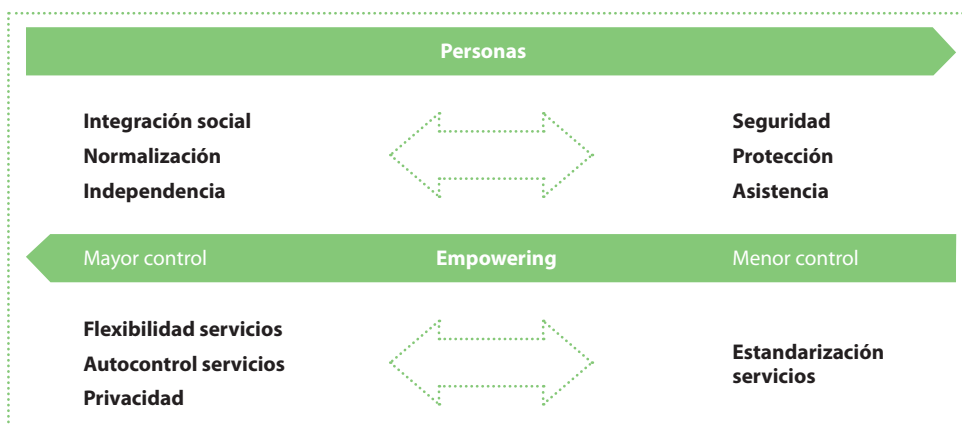 Personas
Integración social
Seguridad
Normalización
Protección
Independencia
Asistencia
Mayor control
Empowering
Menor control
Flexibilidad servicios
Autocontrol servicios
Privacidad
Estandarización
servicios